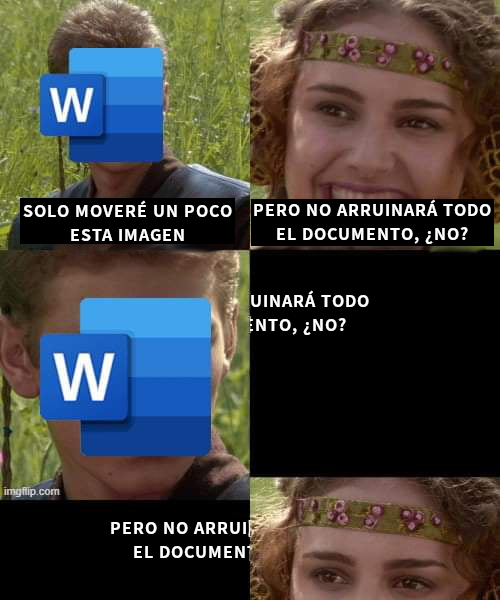 W
SOLO MOVERÉ UN POCO
ESTA IMAGEN
PERO NO ARRUINARÁ TODO
EL DOCUMENTO, ¿NO?
W
UINARÁ TODO
ENTO, ¿NO?
imgflip.com
PERO NO ARRUI
EL DOCUMENT